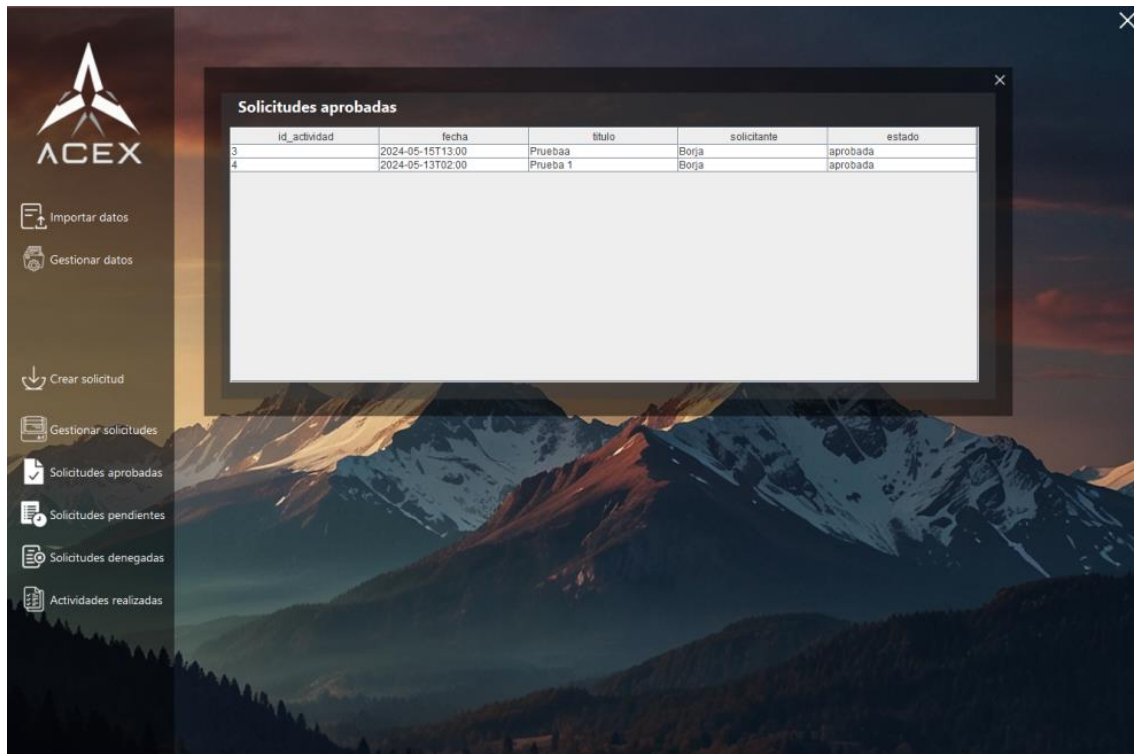 ACEX
Importar datos
Gestionar datos
Crear solicitud
Gestionar solicitudes
Solicitudes aprobadas
Solicitudes pendientes
Solicitudes denegadas
Actividades realizadas
Solicitudes aprobadas
id_actividad fecha titulo solicitante estado
3 2024-05-15T13:00 Pruebaa Borja aprobada
4 2024-05-13T02:00 Prueba 1 Borja aprobada